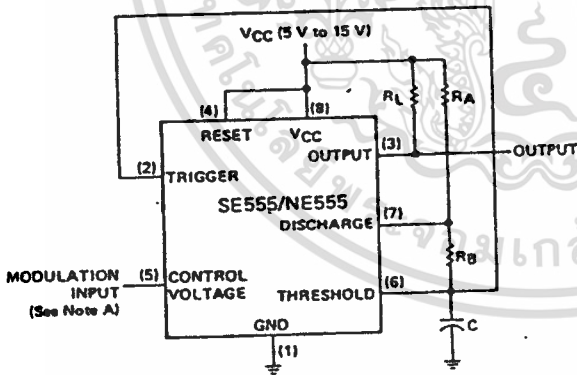 VCC (5 V to 15 V)
RL
RA
(4)
(8)
RESET
VCC
(3)
OUTPUT
OUTPUT
(2)
TRIGGER
SE555/NE555
(7)
DISCHARGE
RB
MODULATION
INPUT
(See Note A)
(5)
CONTROL
VOLTAGE
(6)
THRESHOLD
C
GND
(1)